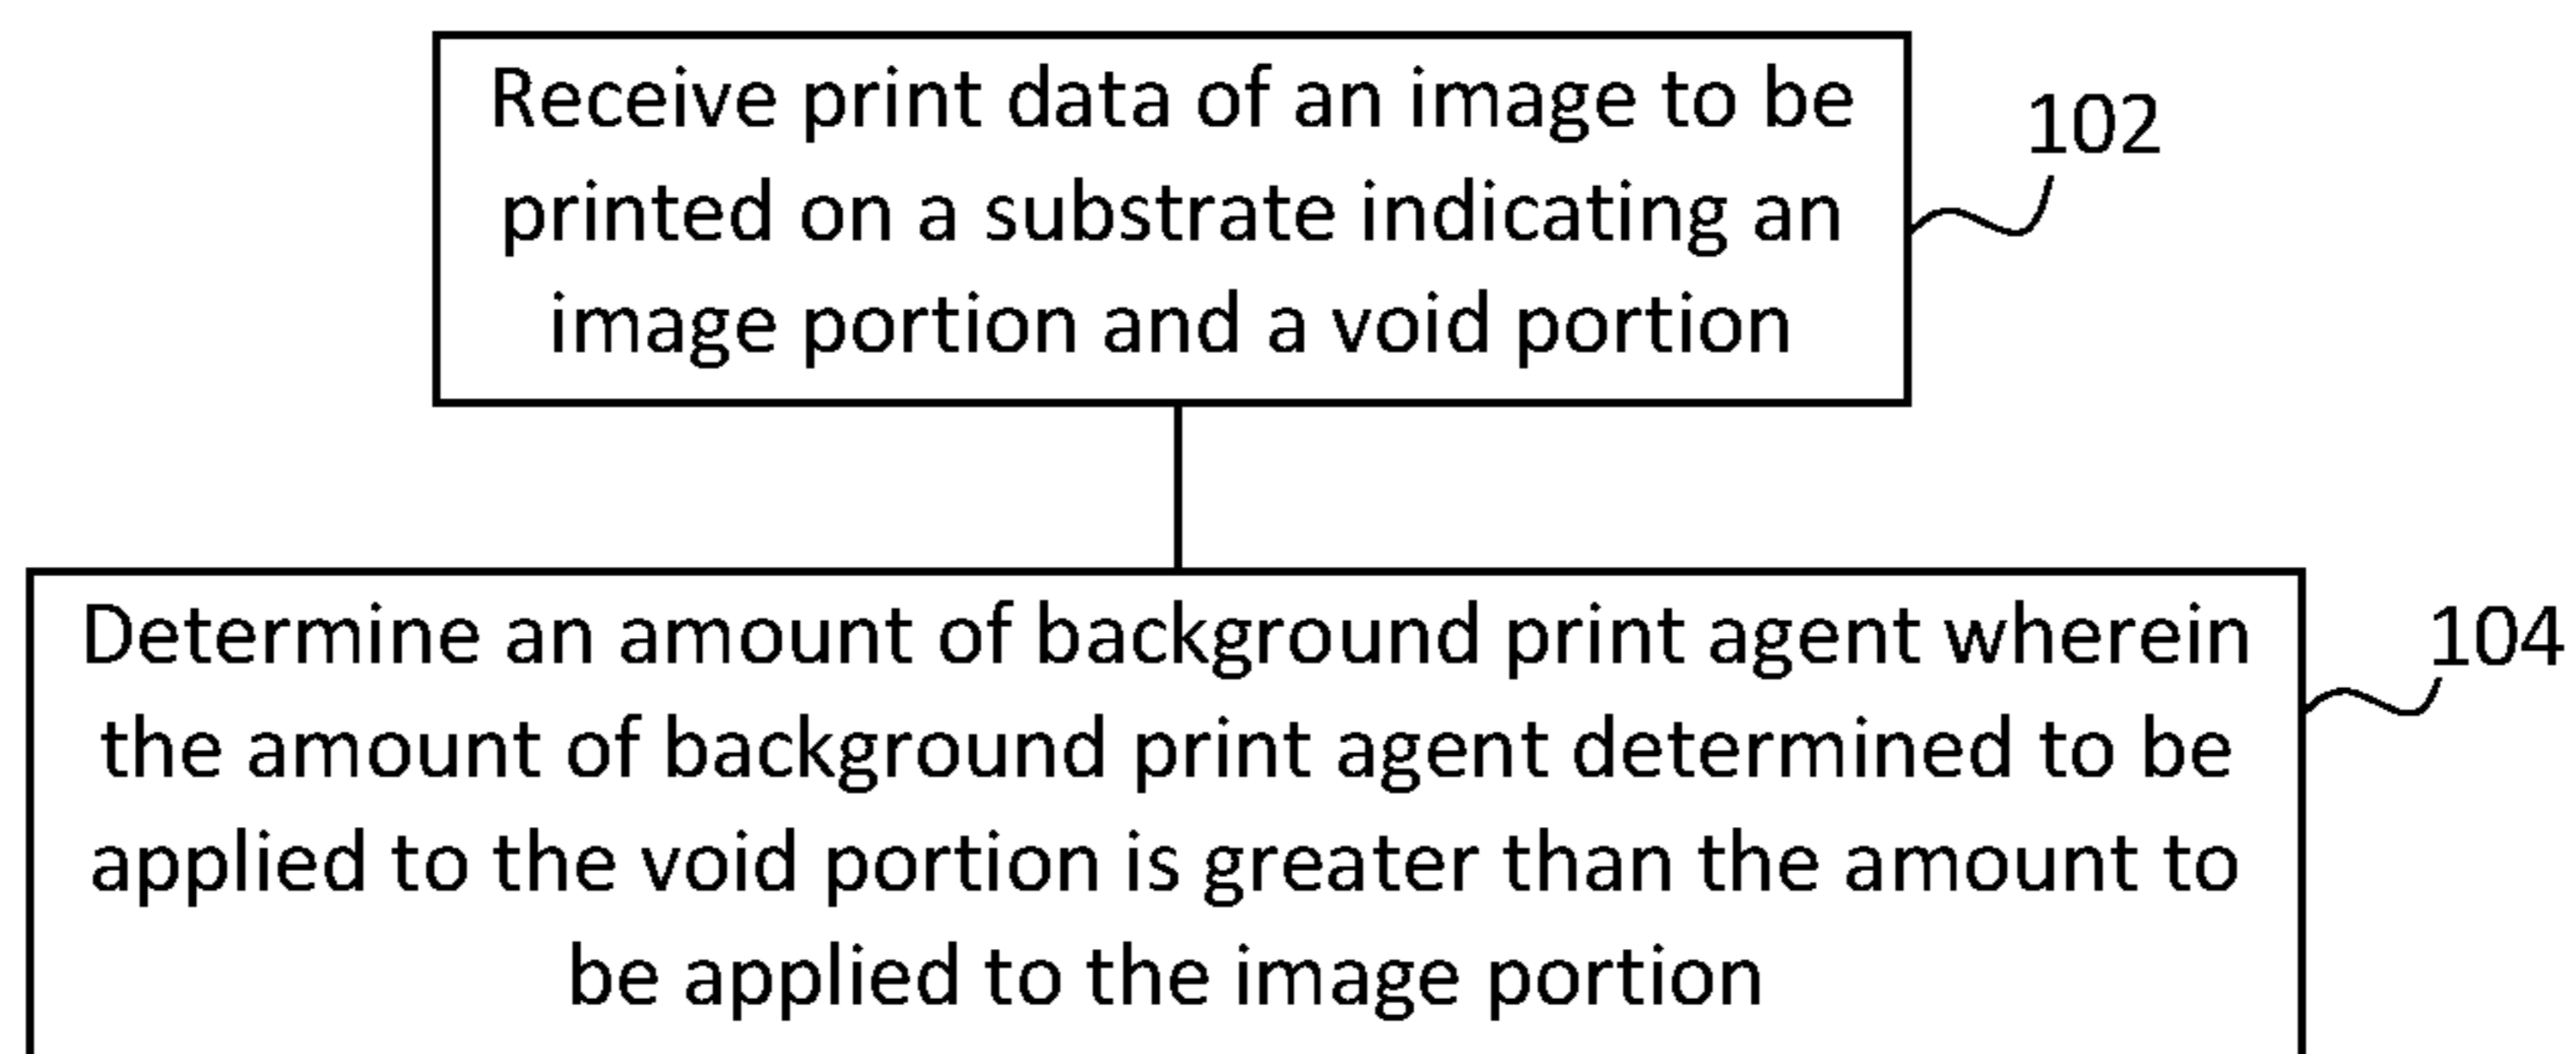 Receive print data of an image to be
printed on a substrate indicating an
image portion and a void portion
102
Determine an amount of background print agent wherein
the amount of background print agent determined to be
applied to the void portion is greater than the amount to
be applied to the image portion
104